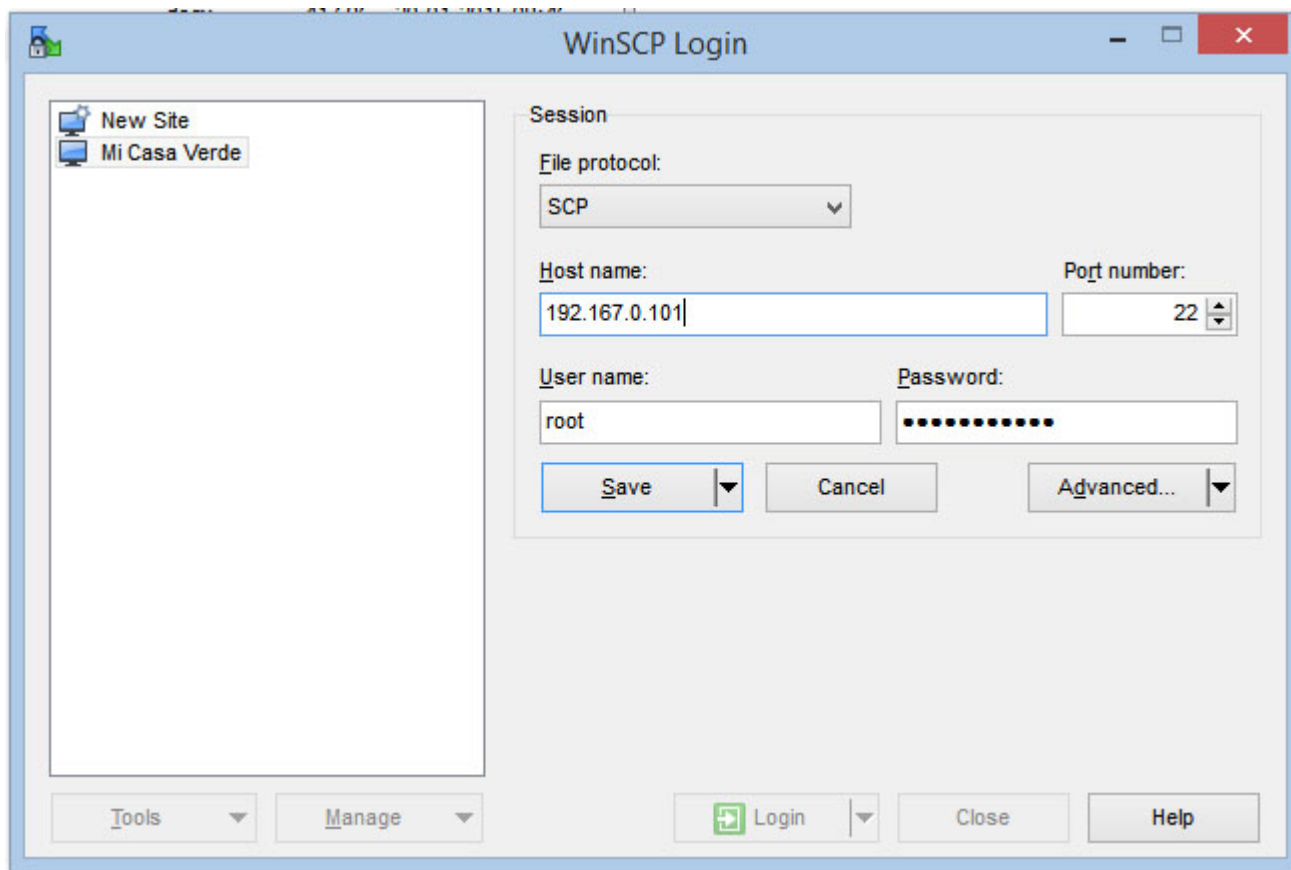 WinSCP Login
New Site
Mi Casa Verde
Session
File protocol:
SCP
Host name:
Port number:
192.167.0.101
22
User name:
Password:
root
•••••••••••
Save
Cancel
Advanced...
Tools
Manage
Login
Close
Help